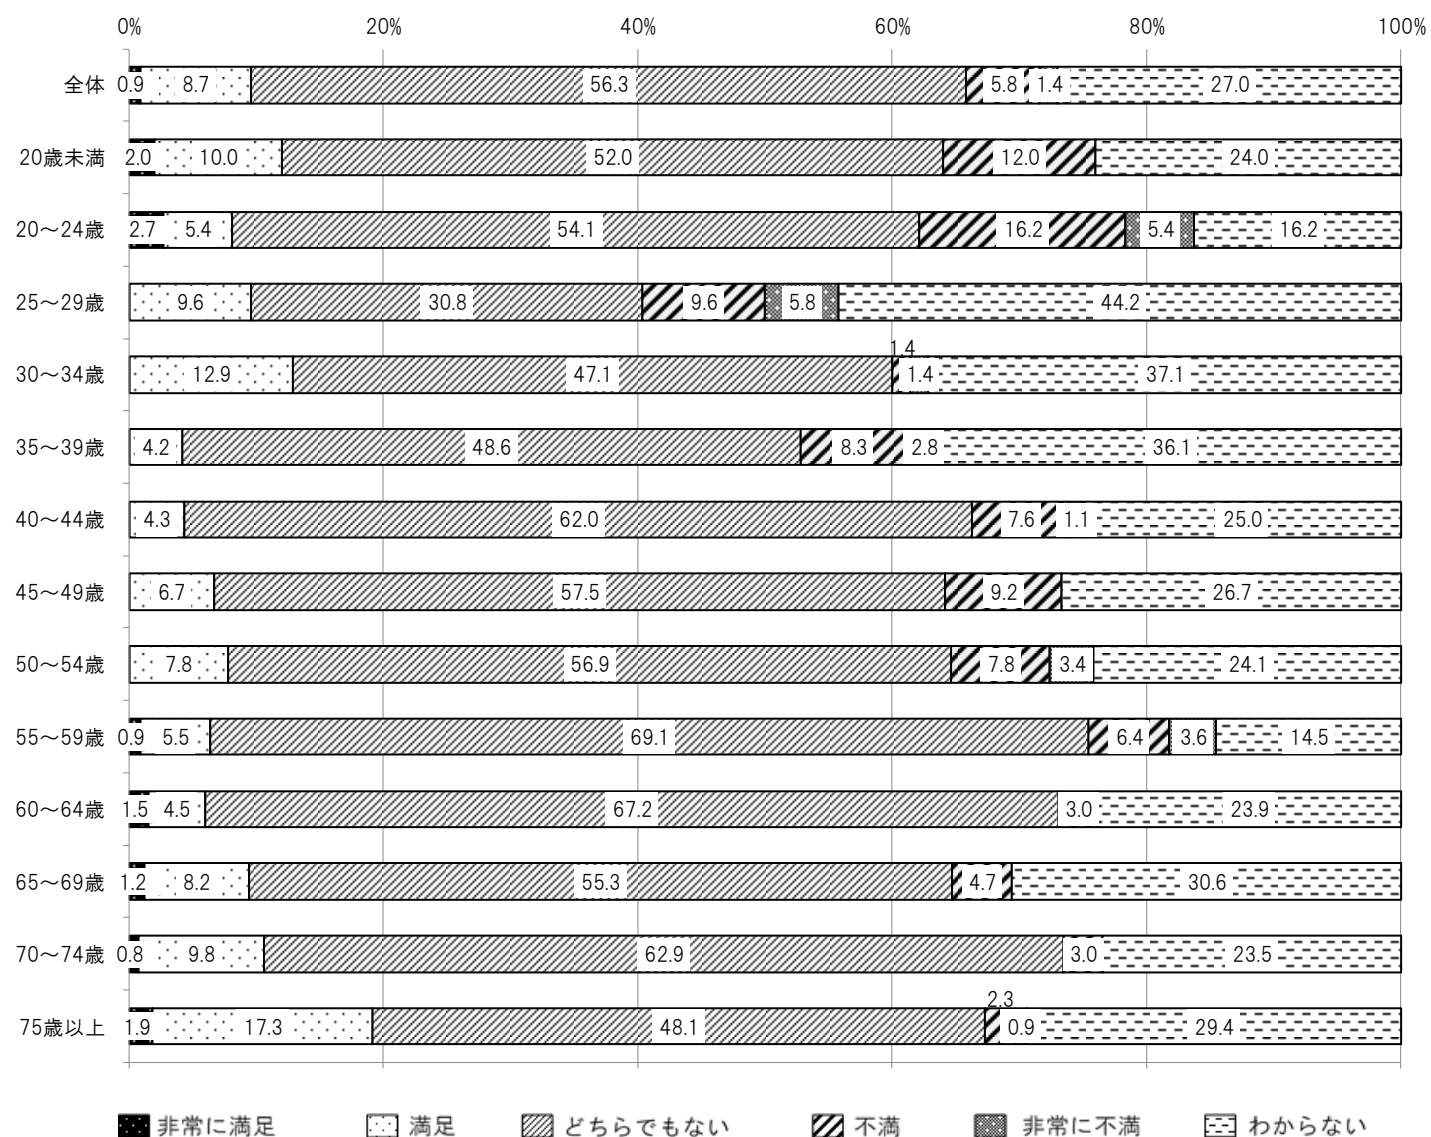 0% 20% 40% 60% 80% 100%
全体 0.9 8.7 56.3 5.8 1.4 27.0
20歳未満 2.0 10.0 52.0 12.0 24.0
20～24歳 2.7 5.4 54.1 16.2 5.4 16.2
25～29歳 9.6 30.8 9.6 5.8 44.2
1.4
30～34歳 12.9 47.1 1.4 37.1
35～39歳 4.2 48.6 8.3 2.8 36.1
40～44歳 4.3 62.0 7.6 1.1 25.0
45～49歳 6.7 57.5 9.2 26.7
50～54歳 7.8 56.9 7.8 3.4 24.1
55～59歳 0.9 5.5 69.1 6.4 3.6 14.5
60～64歳 1.5 4.5 67.2 3.0 23.9
65～69歳 1.2 8.2 55.3 4.7 30.6
70～74歳 0.8 9.8 62.9 3.0 23.5
2.3
75歳以上 1.9 17.3 48.1 0.9 29.4
非常に満足 満足 どちらでもない 不満 非常に不満 わからない